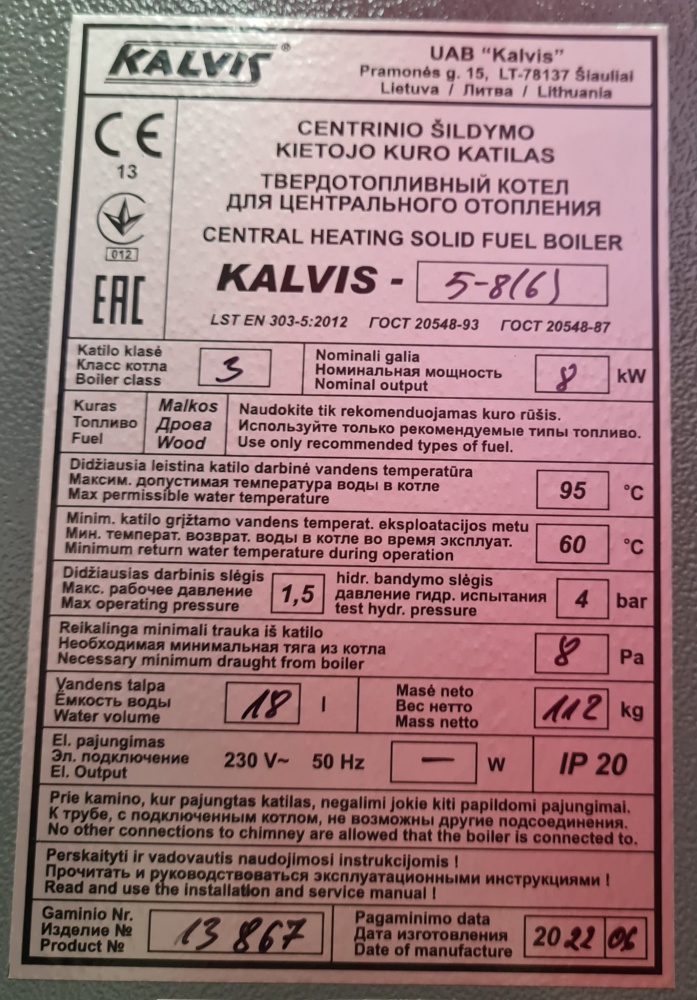 KALVIS®
UAB "Kalvis"
Pramonės g. 15, LT-78137 Šiauliai
Lietuva / Литва / Lithuania
CE
13
012
EAC
CENTRINIO ŠILDYMO
KIETOJO KURO KATILAS
ТВЕРДОТОПЛИВНЫЙ КОТЕЛ
ДЛЯ ЦЕНТРАЛЬНОГО ОТОПЛЕНИЯ
CENTRAL HEATING SOLID FUEL BOILER
KALVIS - 5-8(6)
LST EN 303-5:2012 ГОСТ 20548-93 ГОСТ 20548-87
Katilo klasė
Класс котла
Boiler class
3
Nominali galia
Номинальная мощность
Nominal output
8 kW
Kuras
Топливо
Fuel
Malkos
Дрова
Wood
Naudokite tik rekomenduojamas kuro rūšis.
Используйте только рекомендуемые типы топливо.
Use only recommended types of fuel.
Didžiausia leistina katilo darbinė vandens temperatūra
Максим. допустимая температура воды в котле
Max permissible water temperature
95 °C
Minim. katilo grįžtamo vandens temperat. eksploatacijos metu
Мин. температ. возврат. воды в котле во время эксплуат.
Minimum return water temperature during operation
60 °C
Didžiausias darbinis slėgis
Макс. рабочее давление
Max operating pressure
1,5
hidr. bandymo slėgis
давление гидр. испытания
test hydr. pressure
4 bar
Reikalinga minimali trauka iš katilo
Необходимая минимальная тяга из котла
Necessary minimum draught from boiler
8 Pa
Vandens talpa
Ёмкость воды
Water volume
18 l
Masė neto
Вес нетто
Mass netto
112 kg
El. pajungimas
Эл. подключение
El. Output
230 V~ 50 Hz — W
IP 20
Prie kamino, kur pajungtas katilas, negalimi jokie kiti papildomi pajungimai.
К трубе, с подключенным котлом, не возможны другие подсоединения.
No other connections to chimney are allowed that the boiler is connected to.
Perskaityti ir vadovautis naudojimosi instrukcijomis !
Прочитать и руководствоваться эксплуатационными инструкциями !
Read and use the installation and service manual !
Gaminio Nr.
Изделие №
Product №
13867
Pagaminimo data
Дата изготовления
Date of manufacture
2022 06